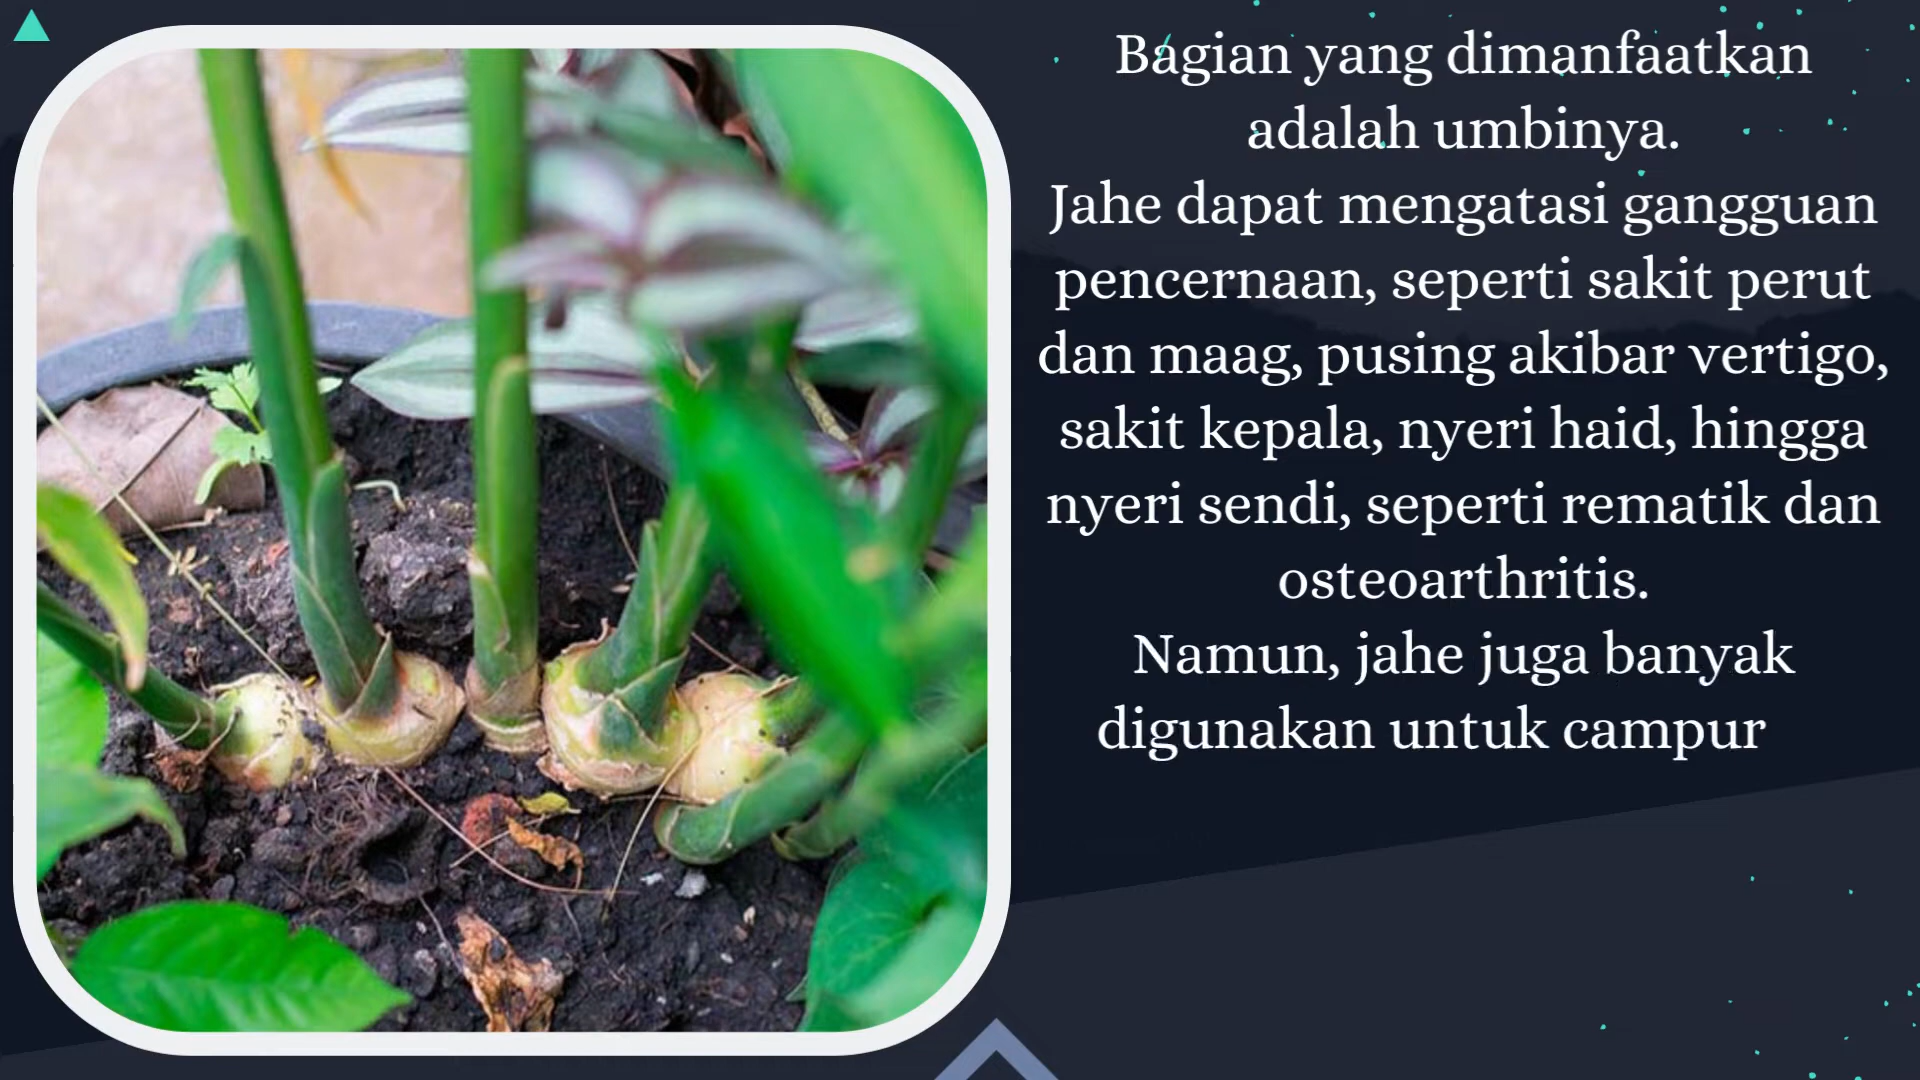 Bagian yang dimanfaatkan
adalah umbinya.
Jahe dapat mengatasi gangguan
pencernaan, seperti sakit perut
dan maag, pusing akibar vertigo,
sakit kepala, nyeri haid, hingga
nyeri sendi, seperti rematik dan
osteoarthritis.
Namun, jahe juga banyak
digunakan untuk campur